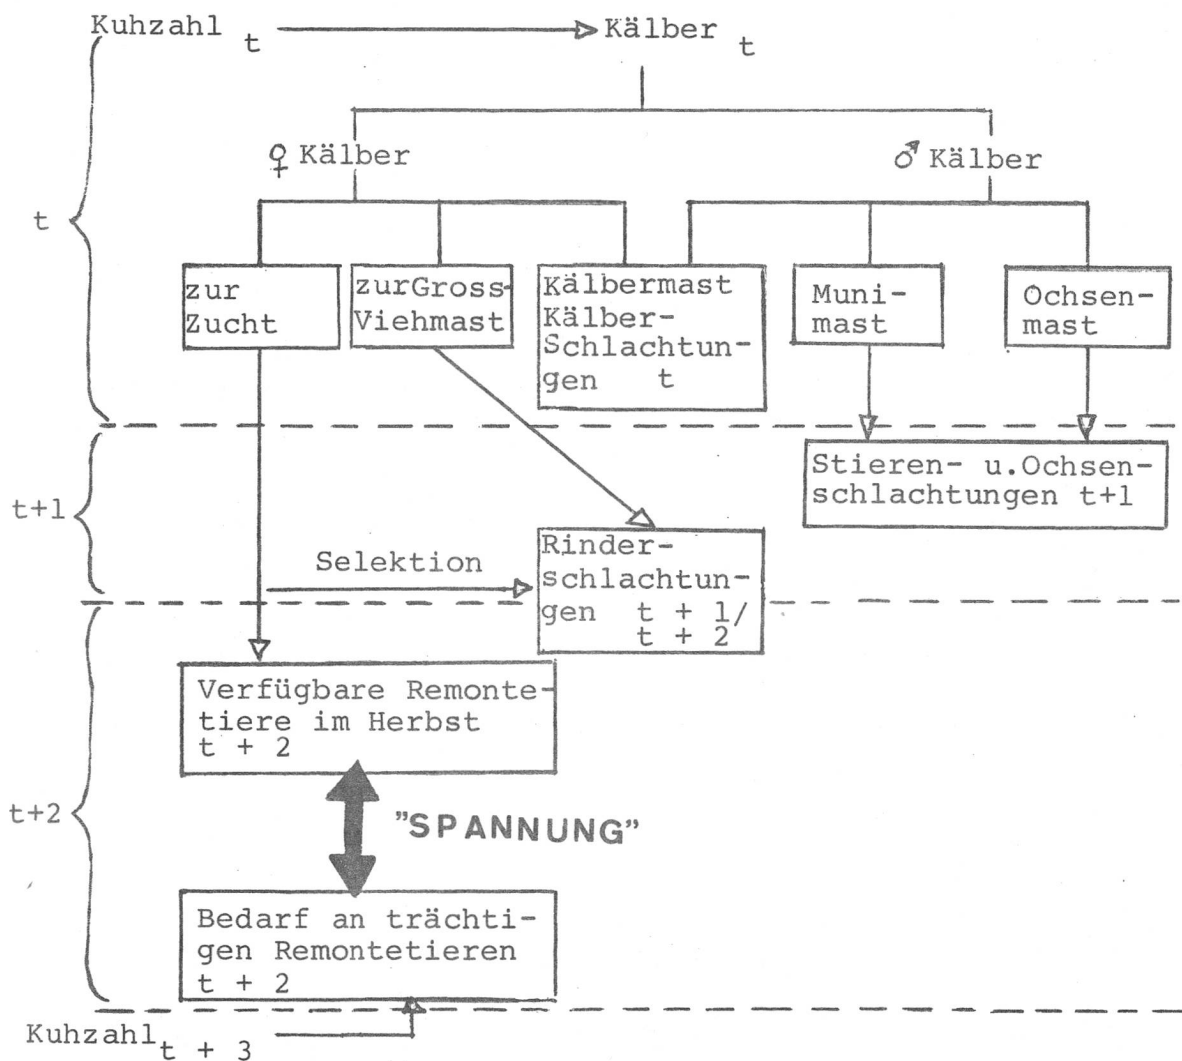 Kuhzahl t Kälber t
♀ Kälber ♂ Kälber
t
zur
Zucht
zurGross-
Viehmast
Kälbermast
Kälber-
Schlachtun-
gen t
Muni-
mast
Ochsen-
mast
t+1
Stieren- u.Ochsen-
schlachtungen t+1
Selektion
Rinder-
schlachtun-
gen t + 1/
t + 2
t+2
Verfügbare Remonte-
tiere im Herbst
t + 2
"SPANNUNG"
Bedarf an trächti-
gen Remontetieren
t + 2
Kuhzahl t + 3